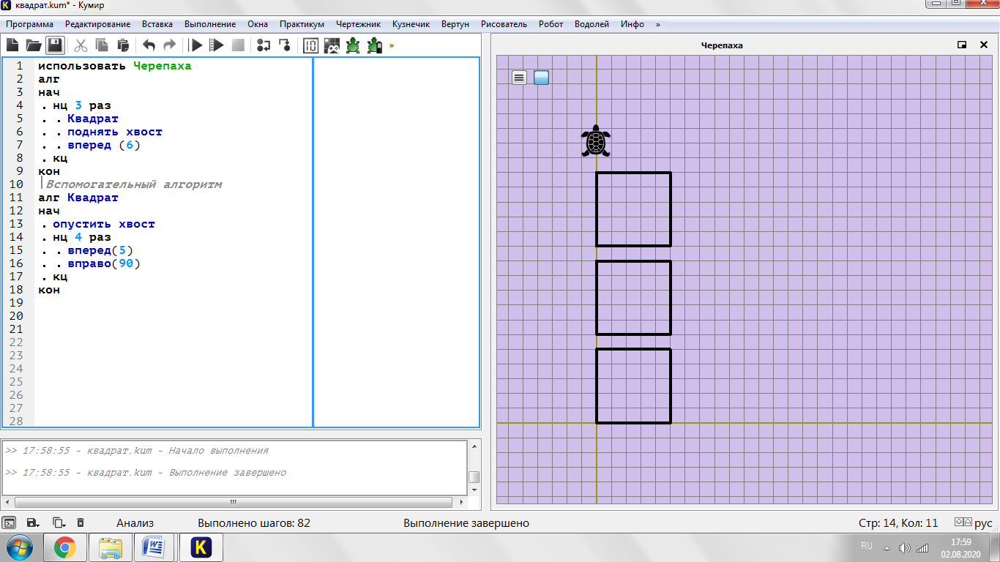 квадрат.kum* - Кумир
Программа Редактирование Вставка Выполнение Окна Практикум Чертежник Кузнечик Вертун Рисователь Робот Водолей Инфо »
»
Черепаха
1 использовать Черепаха
2 алг
3 нач
4 . нц 3 раз
5 . . Квадрат
6 . . поднять хвост
7 . . вперед (6)
8 . кц
9 кон
10 |Вспомогательный алгоритм
11 алг Квадрат
12 нач
13 . опустить хвост
14 . нц 4 раз
15 . . вперед(5)
16 . . вправо(90)
17 . кц
18 кон
19
20
21
22
23
24
25
26
27
28
>> 17:58:55 - квадрат.kum - Начало выполнения
>> 17:58:55 - квадрат.kum - Выполнение завершено
Анализ Выполнено шагов: 82 Выполнение завершено Стр: 14, Кол: 11 рус
RU 17:59
02.08.2020